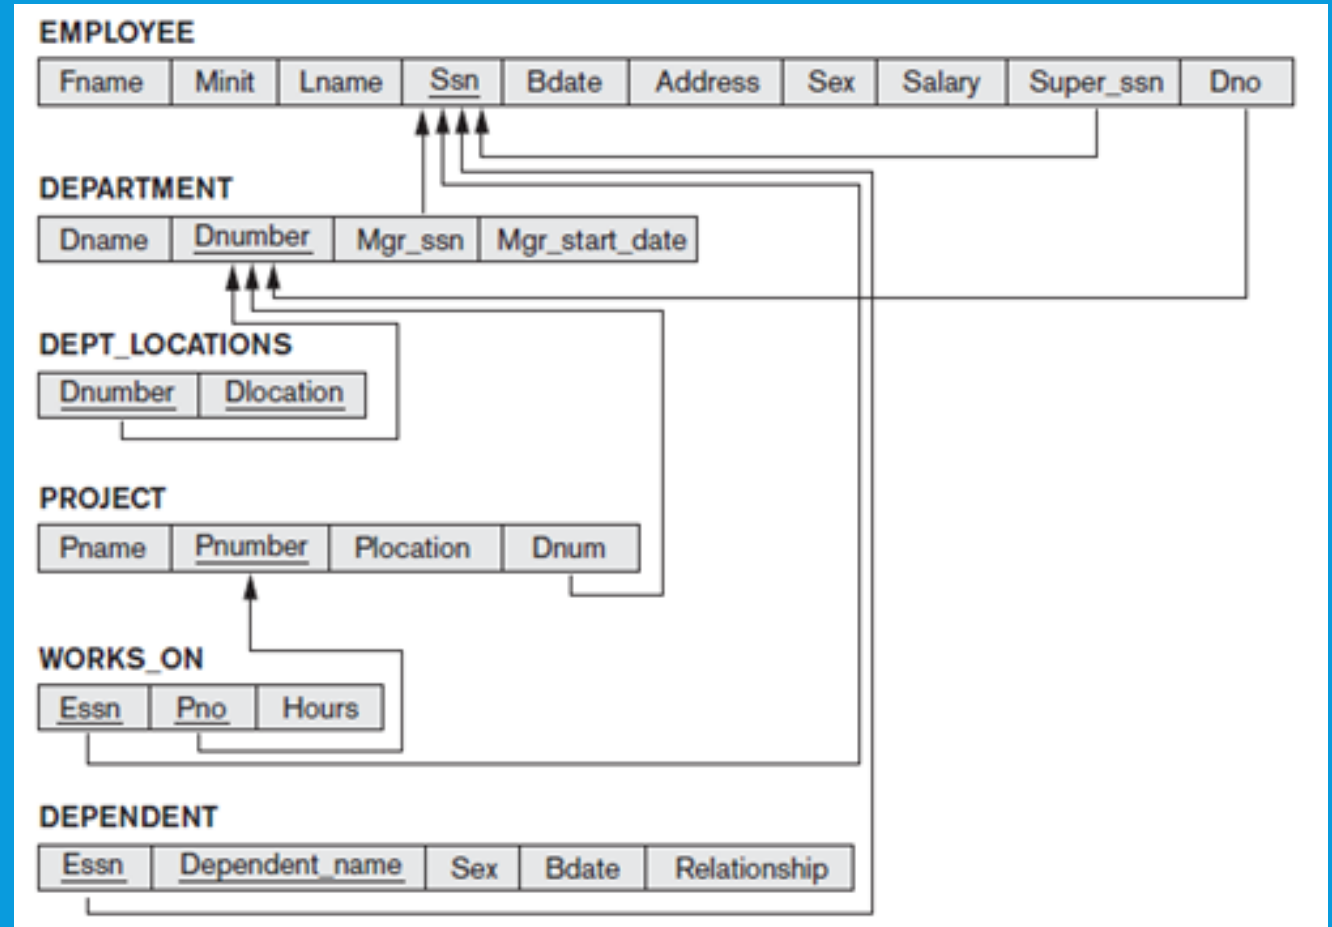 EMPLOYEE
Fname Minit Lname Ssn Bdate Address Sex Salary Super_ssn Dno
DEPARTMENT
Dname Dnumber Mgr_ssn Mgr_start_date
DEPT_LOCATIONS
Dnumber Dlocation
PROJECT
Pname Pnumber Plocation Dnum
WORKS_ON
Essn Pno Hours
DEPENDENT
Essn Dependent_name Sex Bdate Relationship